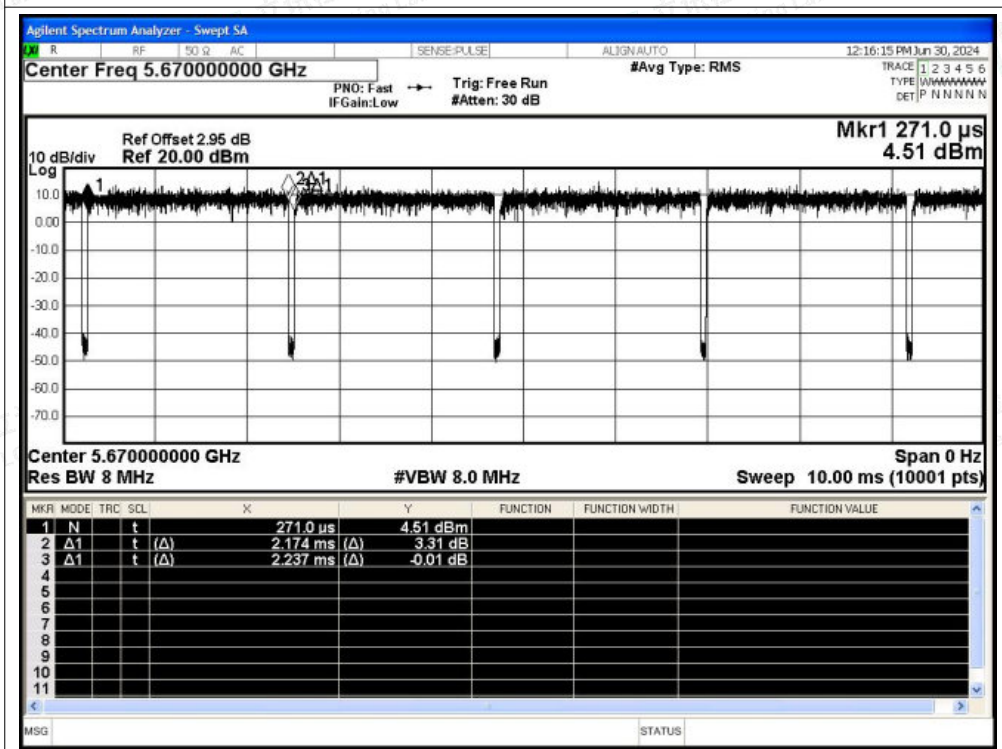 Agilent Spectrum Analyzer - Swept SA
LXI R RF 50 Ω AC SENSE:PULSE ALIGNAUTO 12:16:15 PM Jun 30, 2024
Center Freq 5.670000000 GHz #Avg Type: RMS TRACE 1 2 3 4 5 6
PNO: Fast Trig: Free Run TYPE WWWWWW
IFGain:Low #Atten: 30 dB DET P N N N N N
Mkr1 271.0 µs
Ref Offset 2.95 dB
10 dB/div Ref 20.00 dBm 4.51 dBm
Log
1 2Δ1
10.0
0.00
-10.0
-20.0
-30.0
-40.0
-50.0
-60.0
-70.0
Center 5.670000000 GHz Span 0 Hz
Res BW 8 MHz #VBW 8.0 MHz Sweep 10.00 ms (10001 pts)
MKR MODE TRC SCL X Y FUNCTION FUNCTION WIDTH FUNCTION VALUE
1 N t 271.0 µs 4.51 dBm
2 Δ1 t (Δ) 2.174 ms (Δ) 3.31 dB
3 Δ1 t (Δ) 2.237 ms (Δ) -0.01 dB
4
5
6
7
8
9
10
11
MSG STATUS